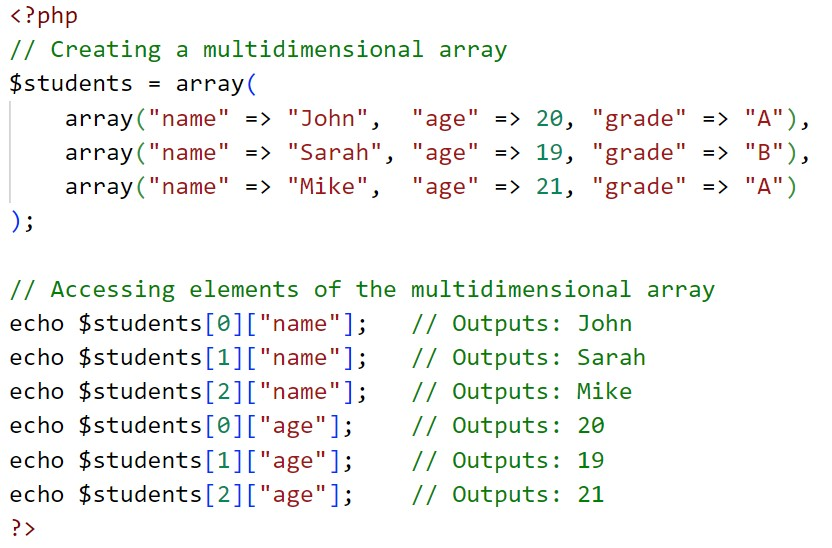 <?php
// Creating a multidimensional array
$students = array(
    array("name" => "John",  "age" => 20, "grade" => "A"),
    array("name" => "Sarah", "age" => 19, "grade" => "B"),
    array("name" => "Mike",  "age" => 21, "grade" => "A")
);

// Accessing elements of the multidimensional array
echo $students[0]["name"];   // Outputs: John
echo $students[1]["name"];   // Outputs: Sarah
echo $students[2]["name"];   // Outputs: Mike
echo $students[0]["age"];    // Outputs: 20
echo $students[1]["age"];    // Outputs: 19
echo $students[2]["age"];    // Outputs: 21
?>